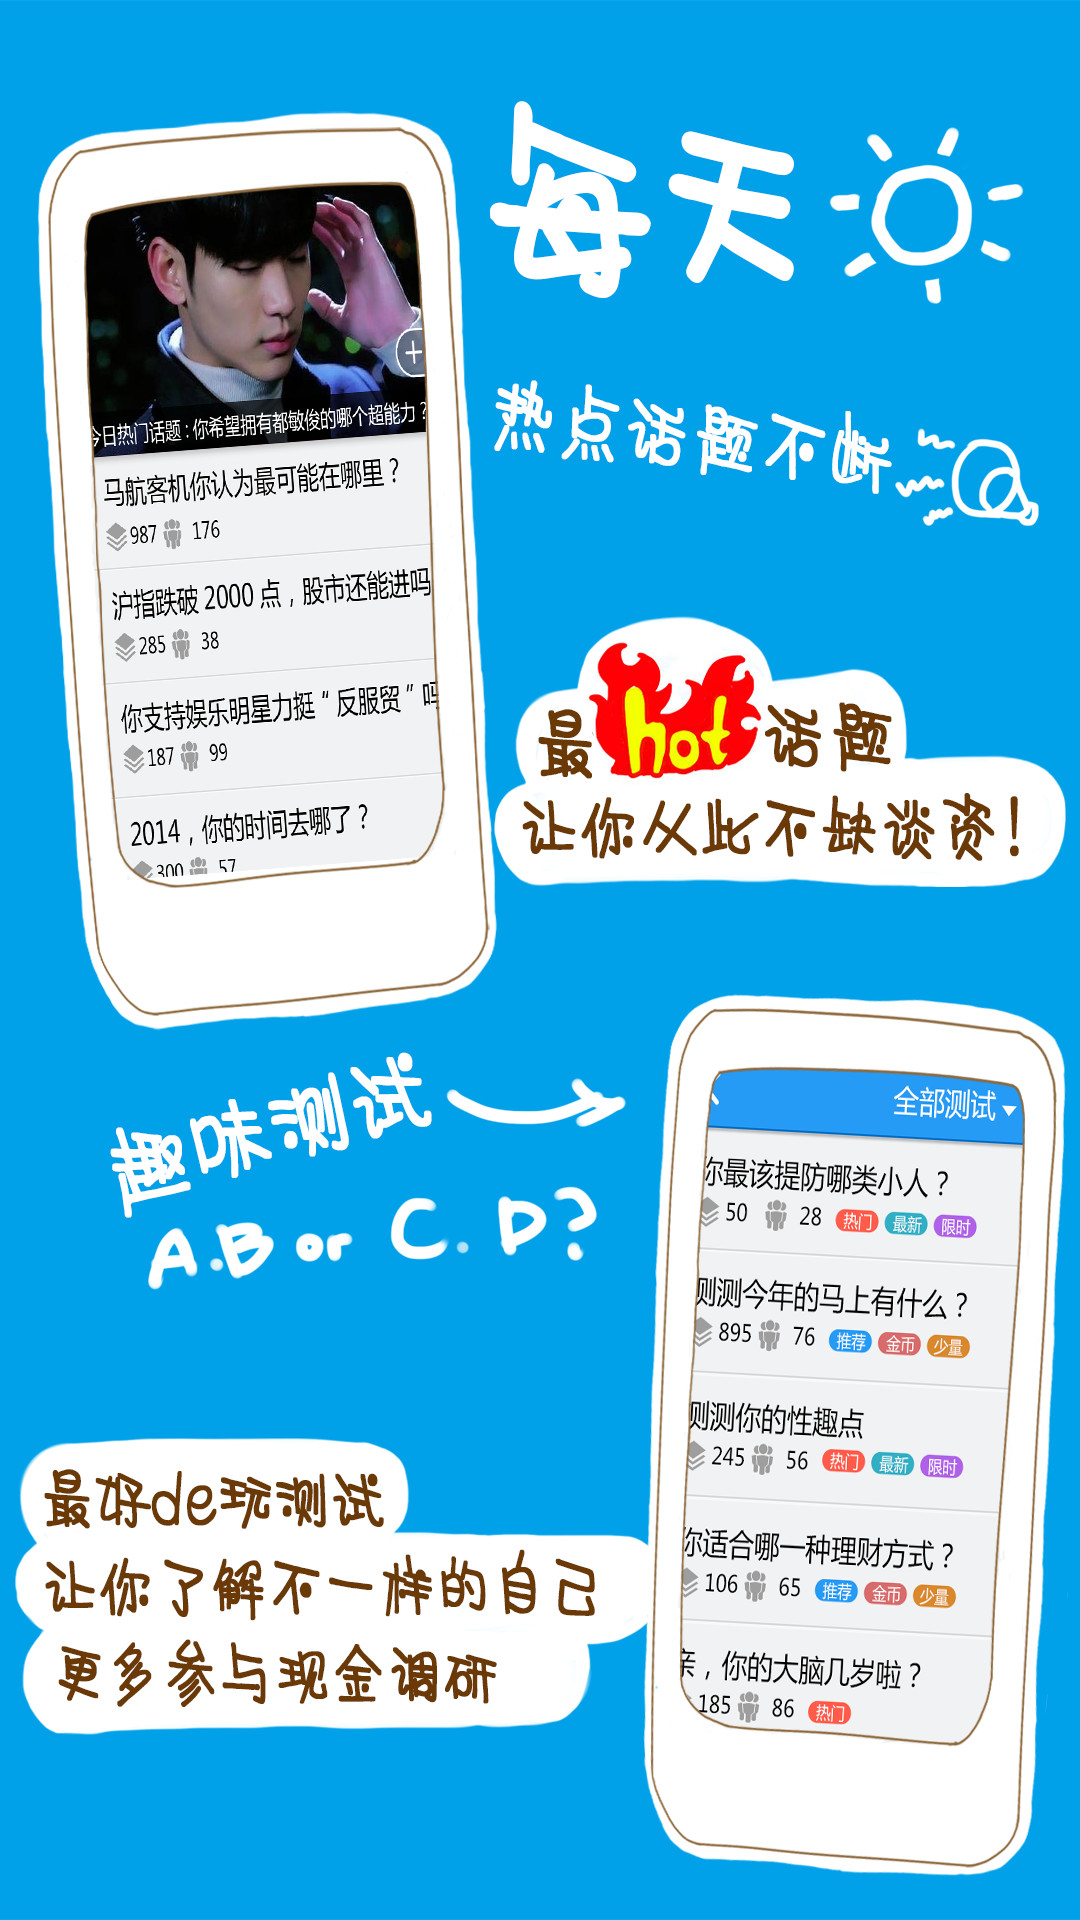 每天
热点话题不断
今日热门话题:你希望拥有都敏俊的哪个超能力?
马航客机你认为最可能在哪里?
987 176
沪指跌破 2000 点，股市还能进吗
285 38
你支持娱乐明星力挺“反服贸”吗
187 99
2014，你的时间去哪了?
300 57
最hot话题
让你从此不缺谈资!
趣味测试
A.B or C.D?
全部测试
你最该提防哪类小人?
50 28 热门 最新 限时
测测今年的马上有什么?
895 76 推荐 金币 少量
测测你的性趣点
245 56 热门 最新 限时
你适合哪一种理财方式?
106 65 推荐 金币 少量
亲，你的大脑几岁啦?
185 86 热门
最好de玩测试
让你了解不一样的自己
更多参与现金调研